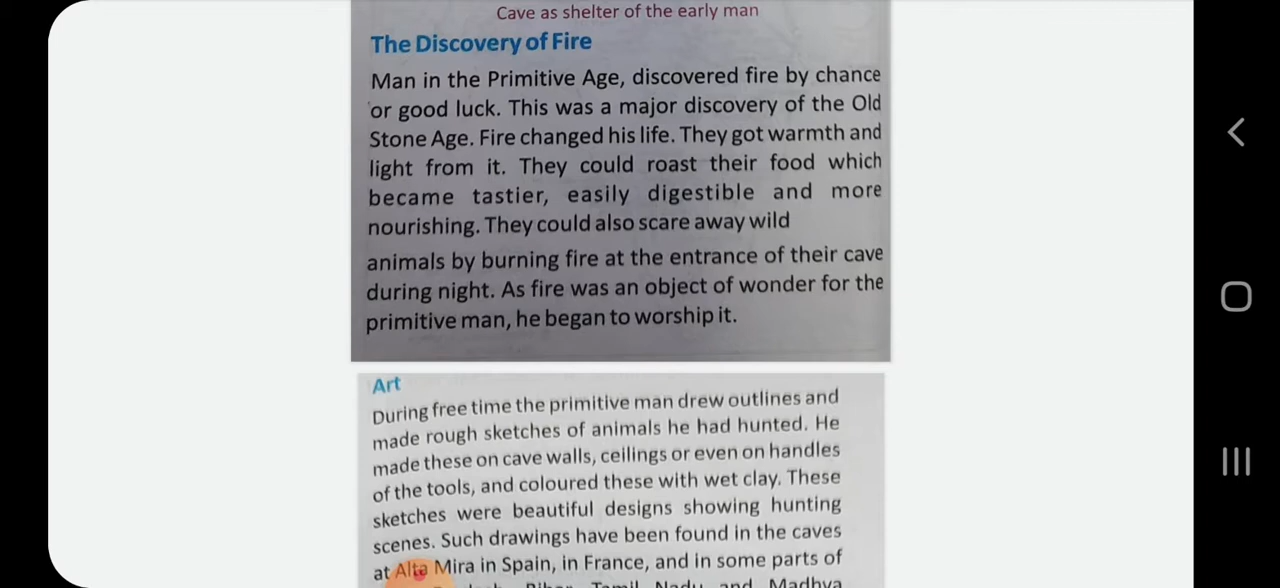 Cave as shelter of the early man
The Discovery of Fire
Man in the Primitive Age, discovered fire by chance
or good luck. This was a major discovery of the Old
Stone Age. Fire changed his life. They got warmth and
light from it. They could roast their food which
became tastier, easily digestible and more
nourishing. They could also scare away wild
animals by burning fire at the entrance of their cave
during night. As fire was an object of wonder for the
primitive man, he began to worship it.
Art
During free time the primitive man drew outlines and
made rough sketches of animals he had hunted. He
made these on cave walls, ceilings or even on handles
of the tools, and coloured these with wet clay. These
sketches were beautiful designs showing hunting
scenes. Such drawings have been found in the caves
at Alta Mira in Spain, in France, and in some parts of
Bihar, Tamil Nadu and Madhya